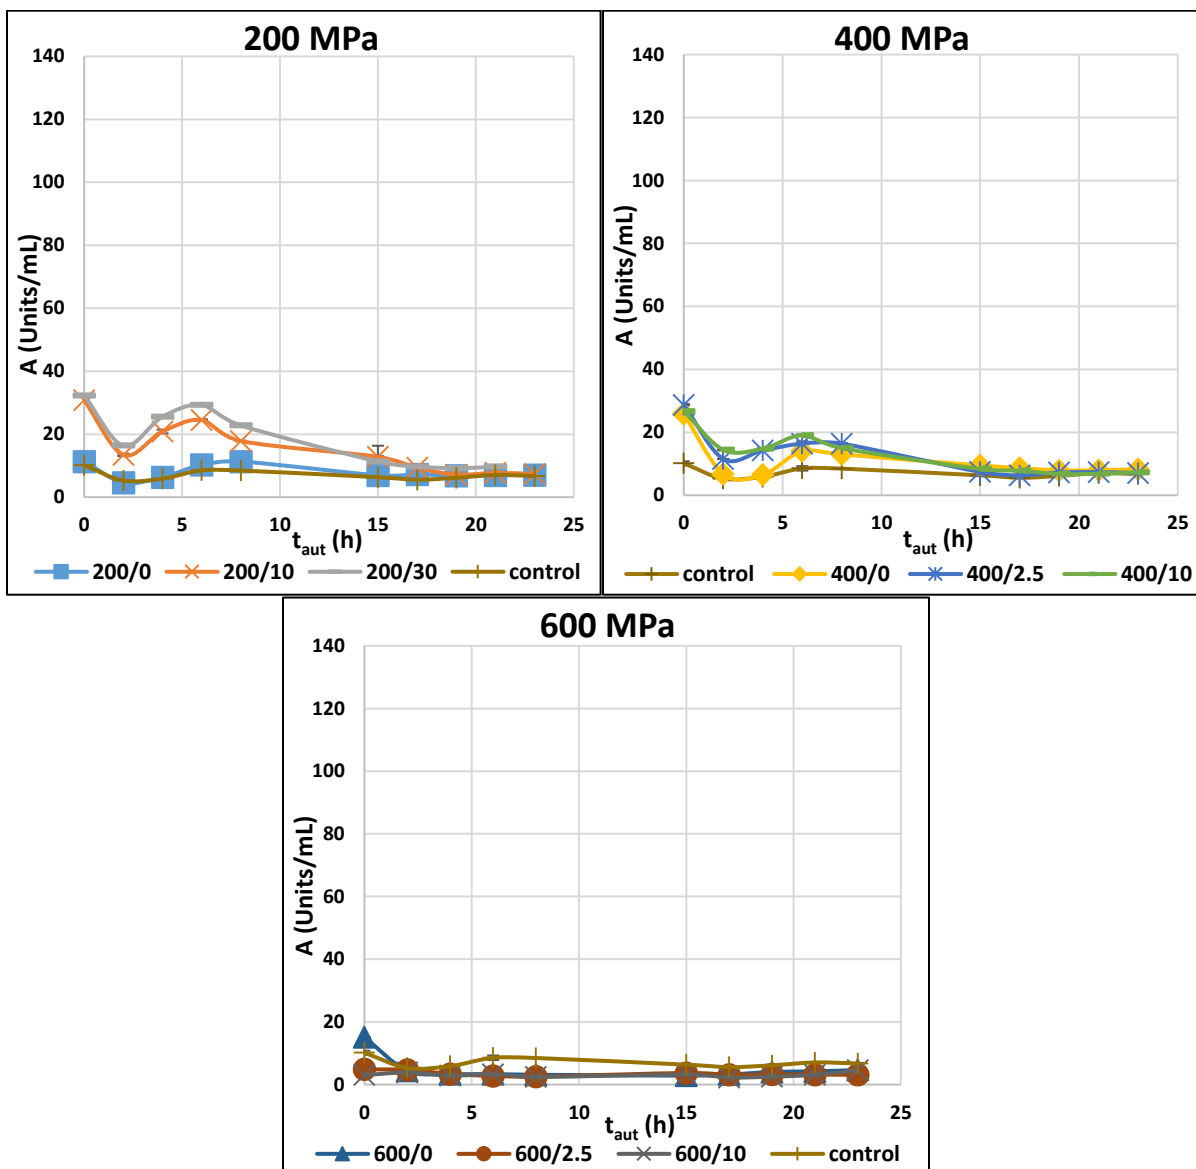 200 MPa
140
120
100
80
60
40
20
0
A (Units/mL)
0 5 10 15 20 25
t_aut (h)
200/0 200/10 200/30 control
400 MPa
140
120
100
80
60
40
20
0
A (Units/mL)
0 5 10 15 20 25
t_aut (h)
control 400/0 400/2.5 400/10
600 MPa
140
120
100
80
60
40
20
0
A (Units/mL)
0 5 10 15 20 25
t_aut (h)
600/0 600/2.5 600/10 control